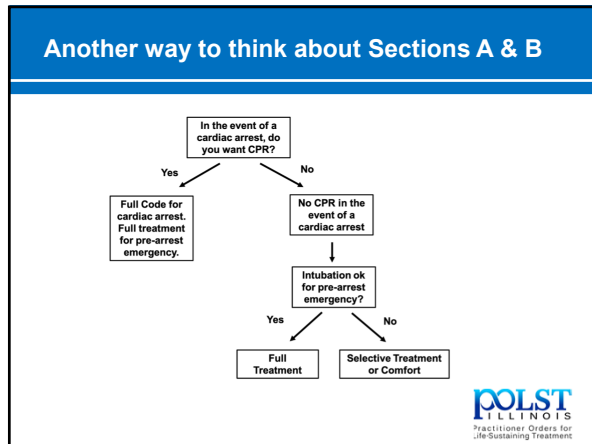 Another way to think about Sections A & B
In the event of a
cardiac arrest, do
you want CPR?
Yes
No
Full Code for
cardiac arrest.
Full treatment
for pre-arrest
emergency.
No CPR in the
event of a
cardiac arrest
Intubation ok
for pre-arrest
emergency?
Yes
No
Full
Treatment
Selective Treatment
or Comfort
POLST
ILLINOIS
Practitioner Orders for
Life-Sustaining Treatment